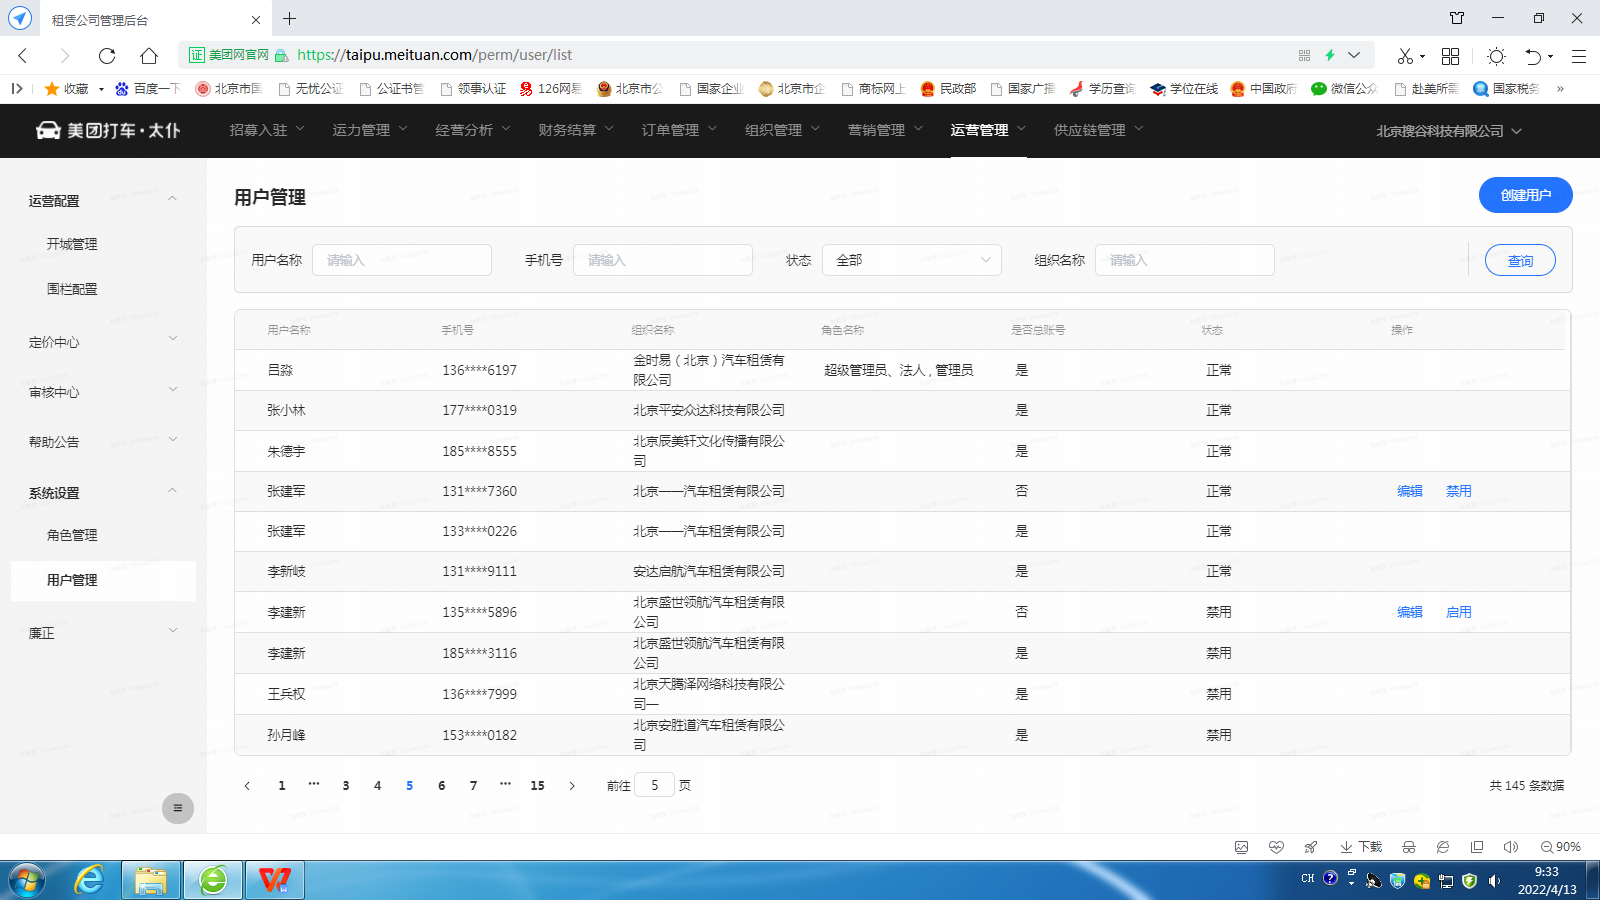 租赁公司管理后台
证 美团网官网 https://taipu.meituan.com/perm/user/list
收藏 百度一下 北京市国 无忧公证 公证书管 领事认证 126网易 北京市公 国家企业 北京市企 商标网上 民政部 国家广播 学历查询 学位在线 中国政府 微信公众 赴美所需 国家税务 »
美团打车·太仆 招募入驻 运力管理 经营分析 财务结算 订单管理 组织管理 营销管理 运营管理 供应链管理 北京搜谷科技有限公司
运营配置
开城管理
围栏配置
定价中心
审核中心
帮助公告
系统设置
角色管理
用户管理
廉正
用户管理 创建用户
用户名称 请输入 手机号 请输入 状态 全部 组织名称 请输入 查询
用户名称 手机号 组织名称 角色名称 是否总账号 状态 操作
吕淼 136****6197 金时易（北京）汽车租赁有限公司 超级管理员、法人,管理员 是 正常
张小林 177****0319 北京平安众达科技有限公司 是 正常
朱德宇 185****8555 北京辰美轩文化传播有限公司 是 正常
张建军 131****7360 北京一一汽车租赁有限公司 否 正常 编辑 禁用
张建军 133****0226 北京一一汽车租赁有限公司 是 正常
李新岐 131****9111 安达启航汽车租赁有限公司 是 正常
李建新 135****5896 北京盛世领航汽车租赁有限公司 否 禁用 编辑 启用
李建新 185****3116 北京盛世领航汽车租赁有限公司 是 禁用
王兵权 136****7999 北京天腾泽网络科技有限公司一 是 禁用
孙月峰 153****0182 北京安胜道汽车租赁有限公司 是 禁用
1 ··· 3 4 5 6 7 ··· 15 前往 5 页 共 145 条数据
下载 90%
CH 9:33
2022/4/13